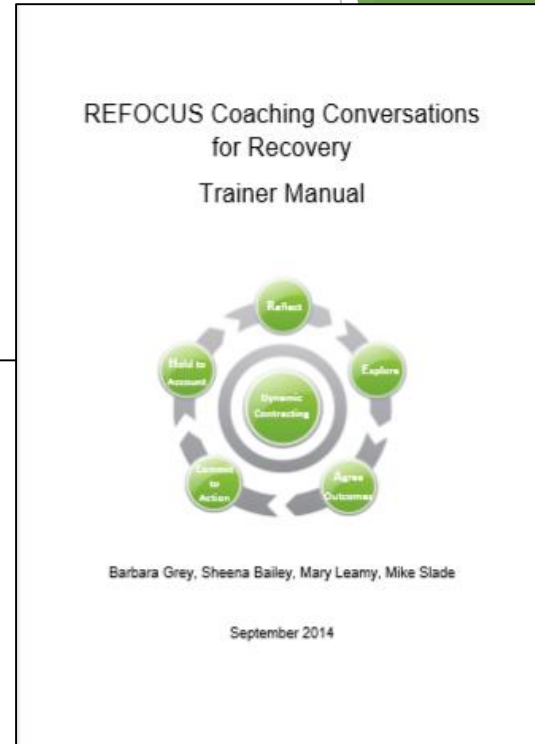 REFOCUS Coaching Conversations
for Recovery
Trainer Manual
Reflect
Explore
Agree
Outcomes
Commit
to
Action
Hold to
Account
Dynamic
Contracting
Barbara Grey, Sheena Bailey, Mary Leamy, Mike Slade
September 2014